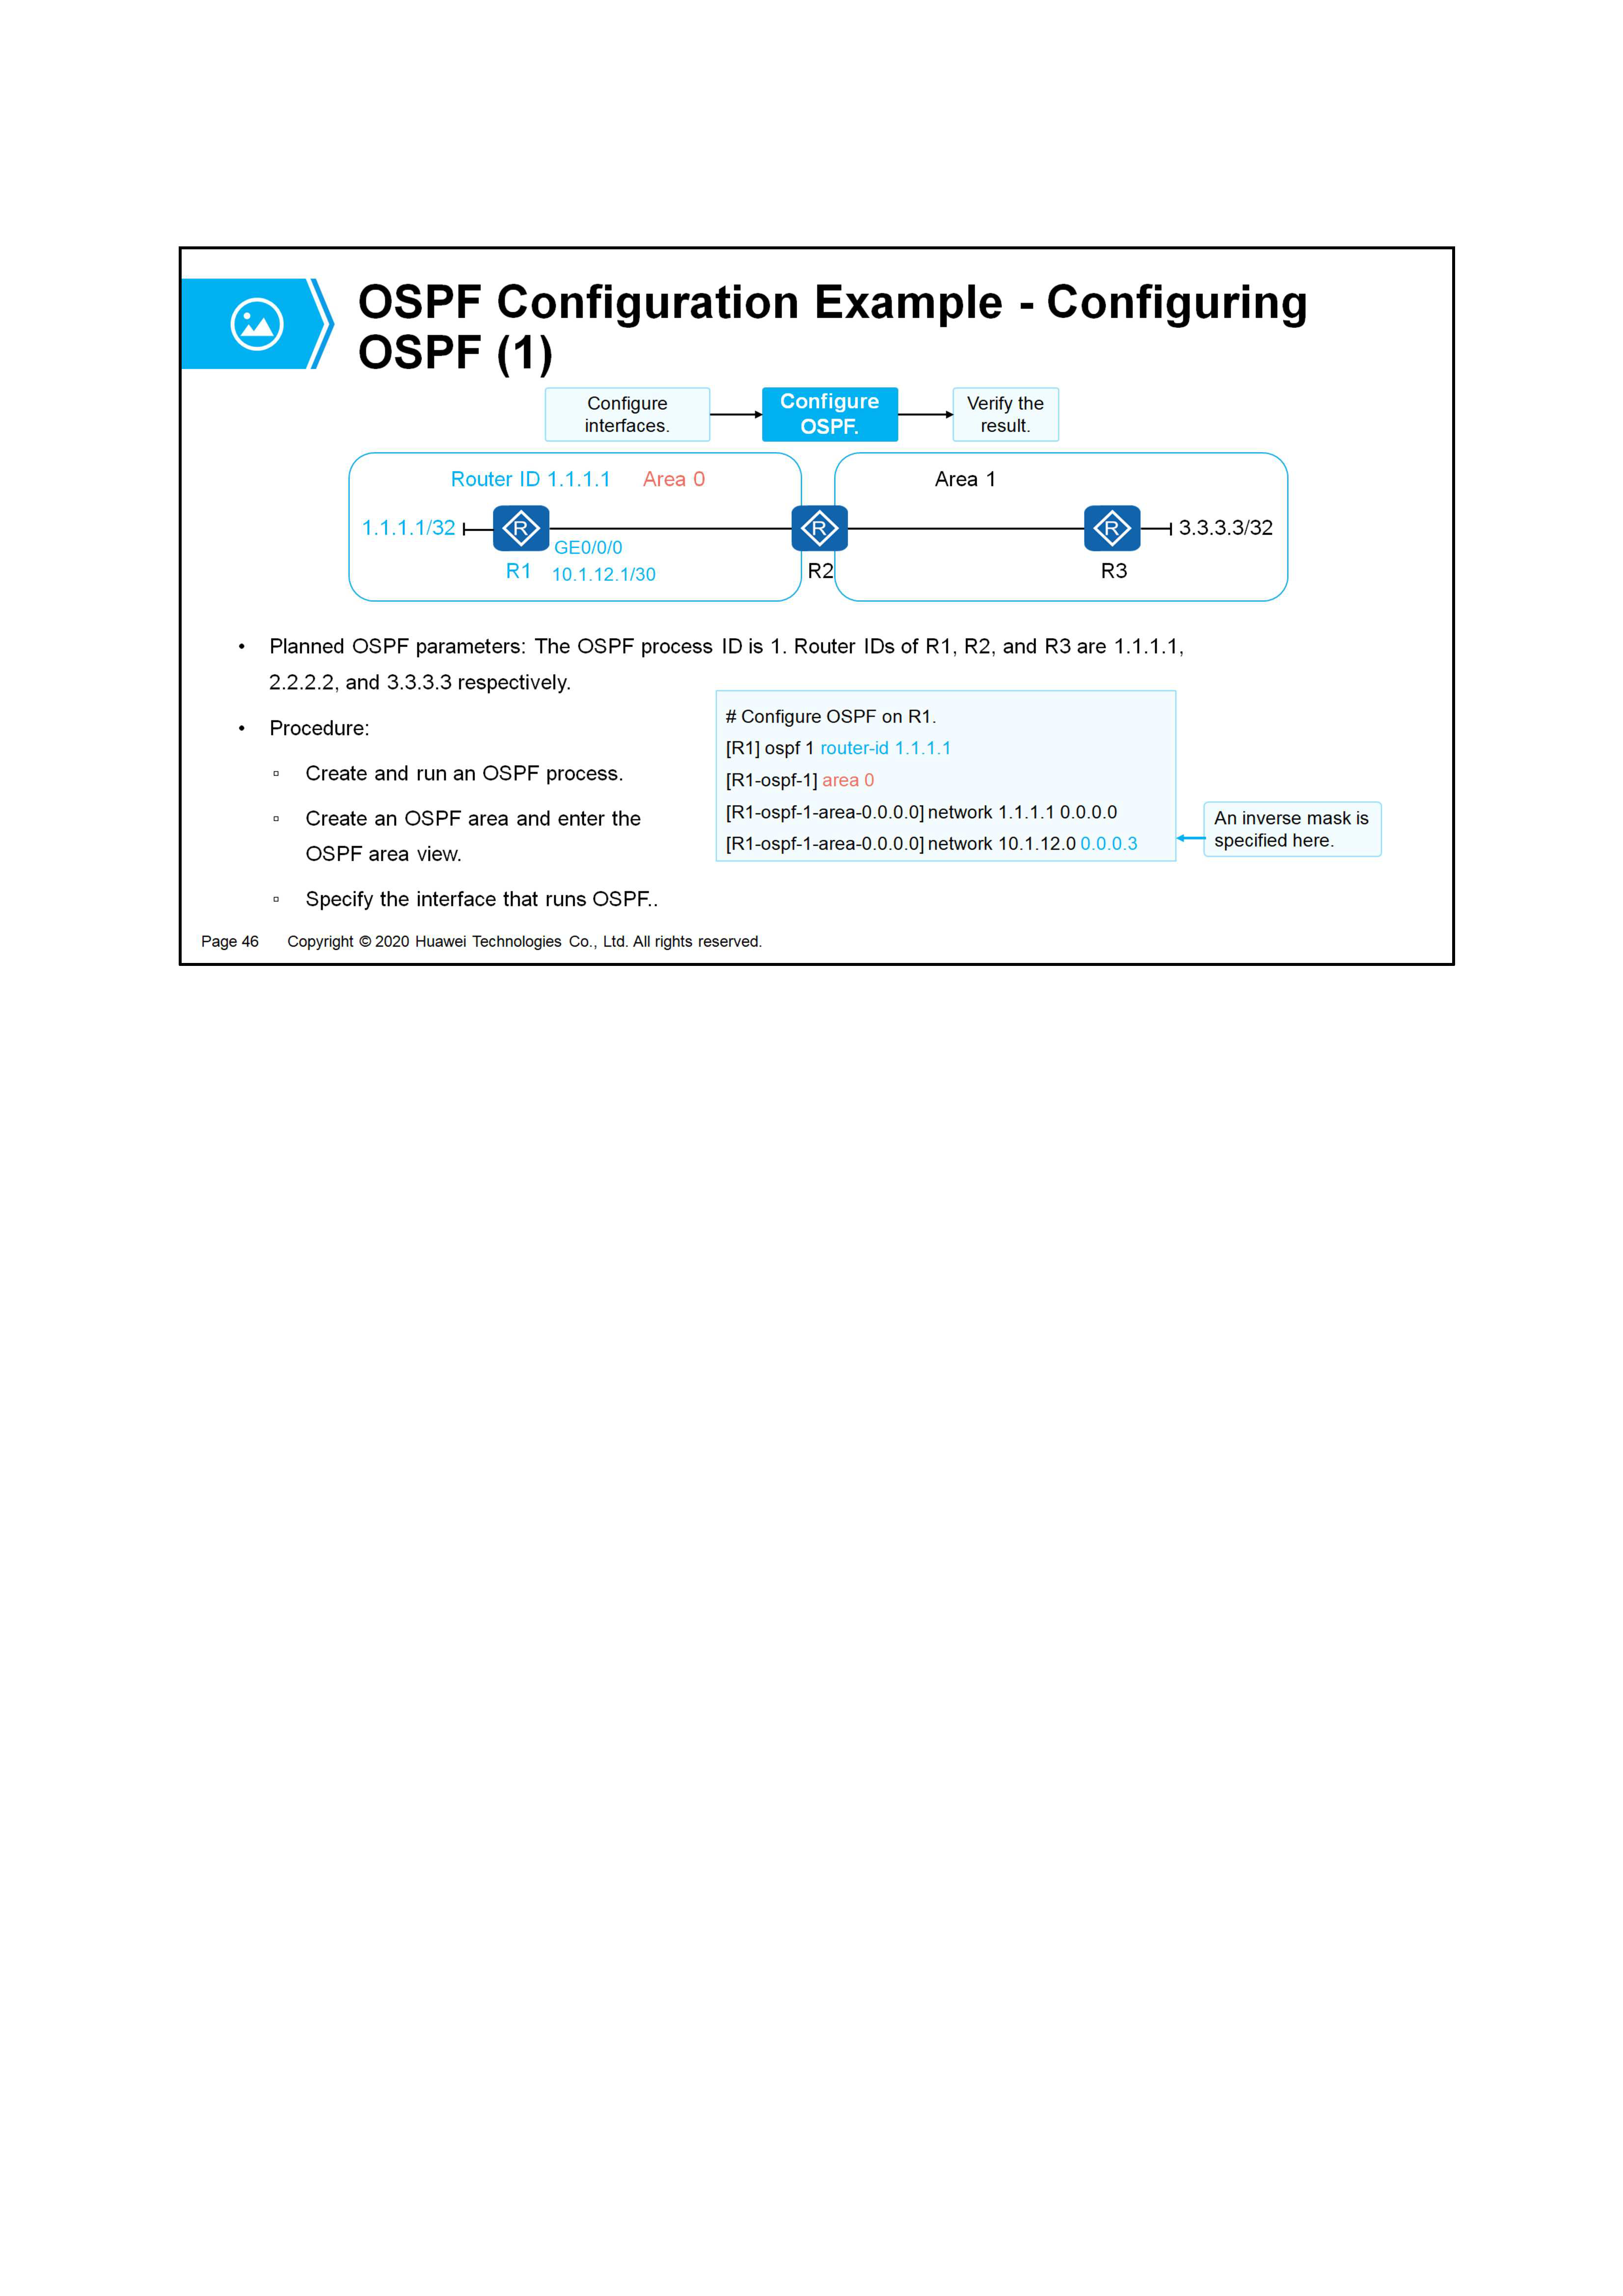 OSPF Configuration Example - Configuring
OSPF (1)
Configure
interfaces.
Configure
OSPF.
Verify the
result.
Router ID 1.1.1.1
Area 0
Area 1
1.1.1.1/32
R
R
R
3.3.3.3/32
GE0/0/0
R1
10.1.12.1/30
R2
R3
• Planned OSPF parameters: The OSPF process ID is 1. Router IDs of R1, R2, and R3 are 1.1.1.1,
2.2.2.2, and 3.3.3.3 respectively.
• Procedure:
▫ Create and run an OSPF process.
▫ Create an OSPF area and enter the
OSPF area view.
▫ Specify the interface that runs OSPF..
# Configure OSPF on R1.
[R1] ospf 1 router-id 1.1.1.1
[R1-ospf-1] area 0
[R1-ospf-1-area-0.0.0.0] network 1.1.1.1 0.0.0.0
[R1-ospf-1-area-0.0.0.0] network 10.1.12.0 0.0.0.3
An inverse mask is
specified here.
Page 46 Copyright © 2020 Huawei Technologies Co., Ltd. All rights reserved.